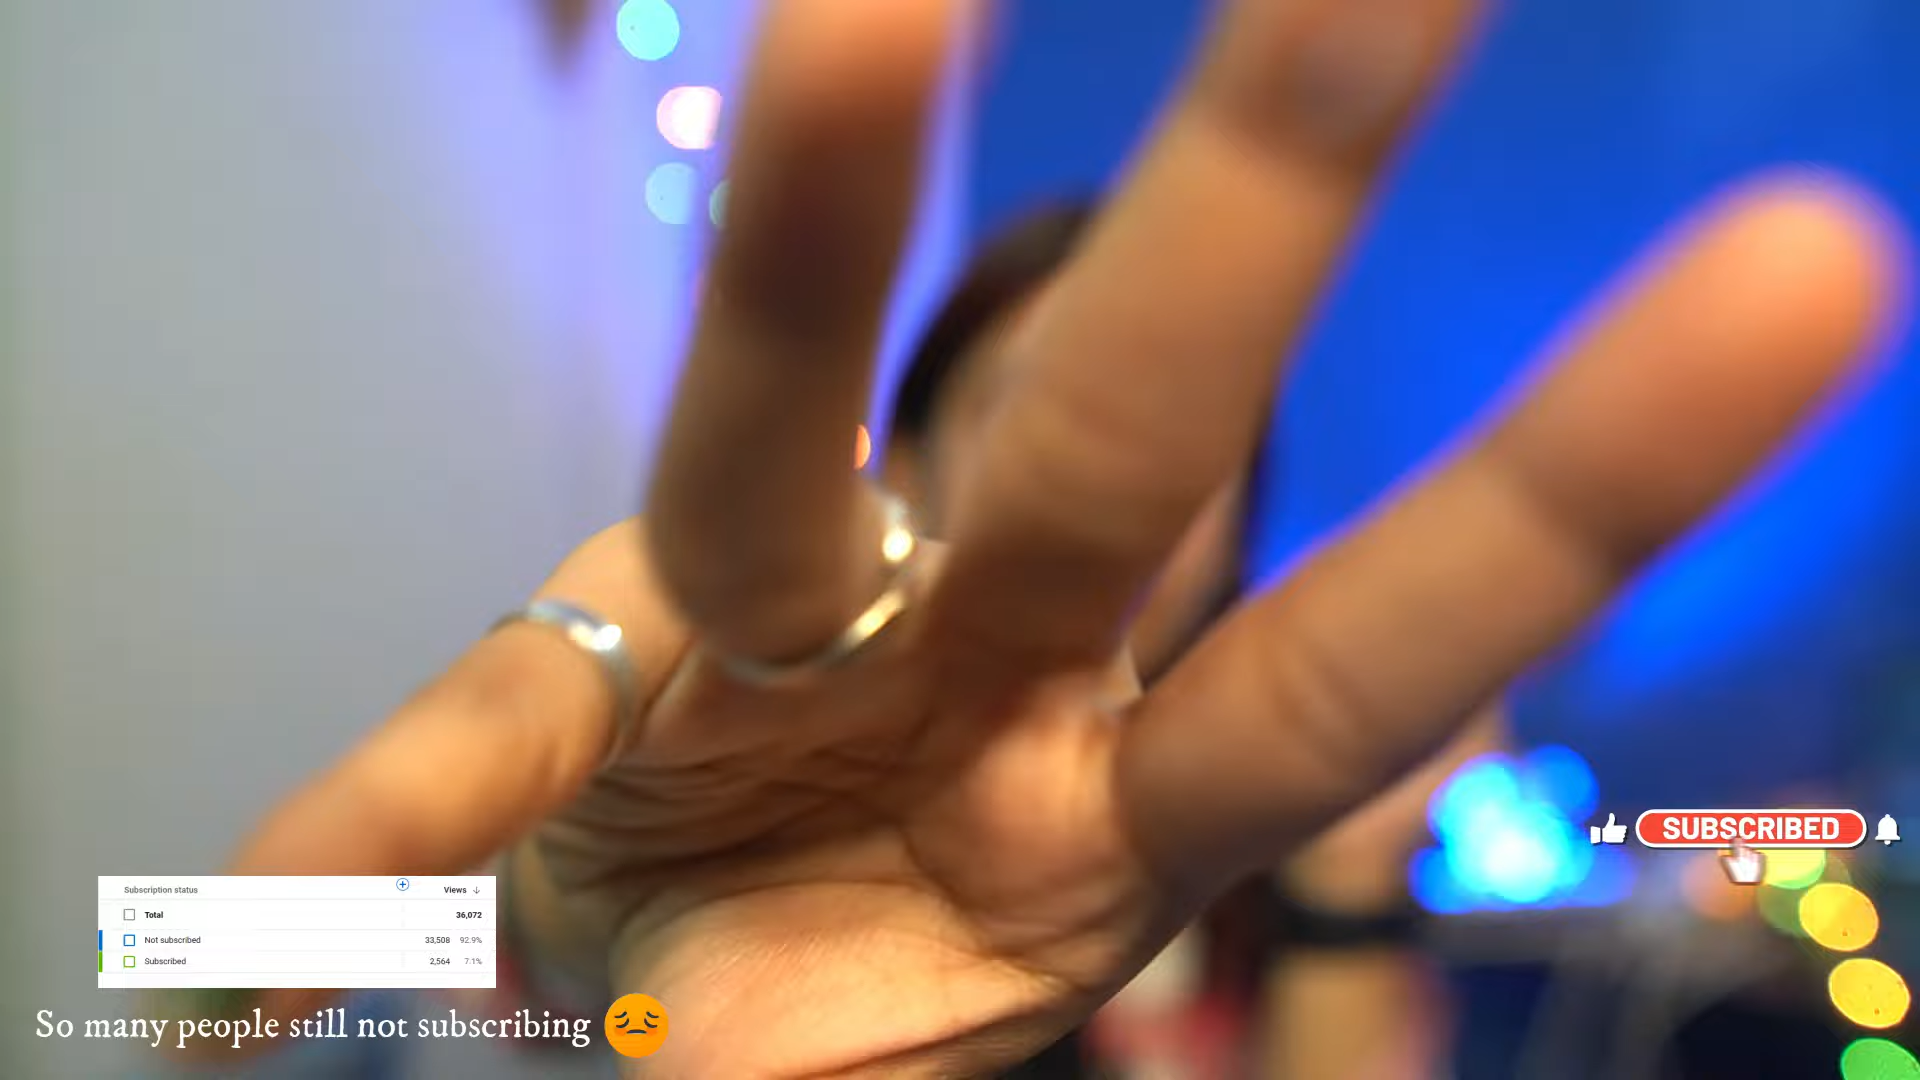 SUBSCRIBED
Subscription status Views
Total 36,072
Not subscribed 33,508 92.9%
Subscribed 2,564 7.1%
So many people still not subscribing